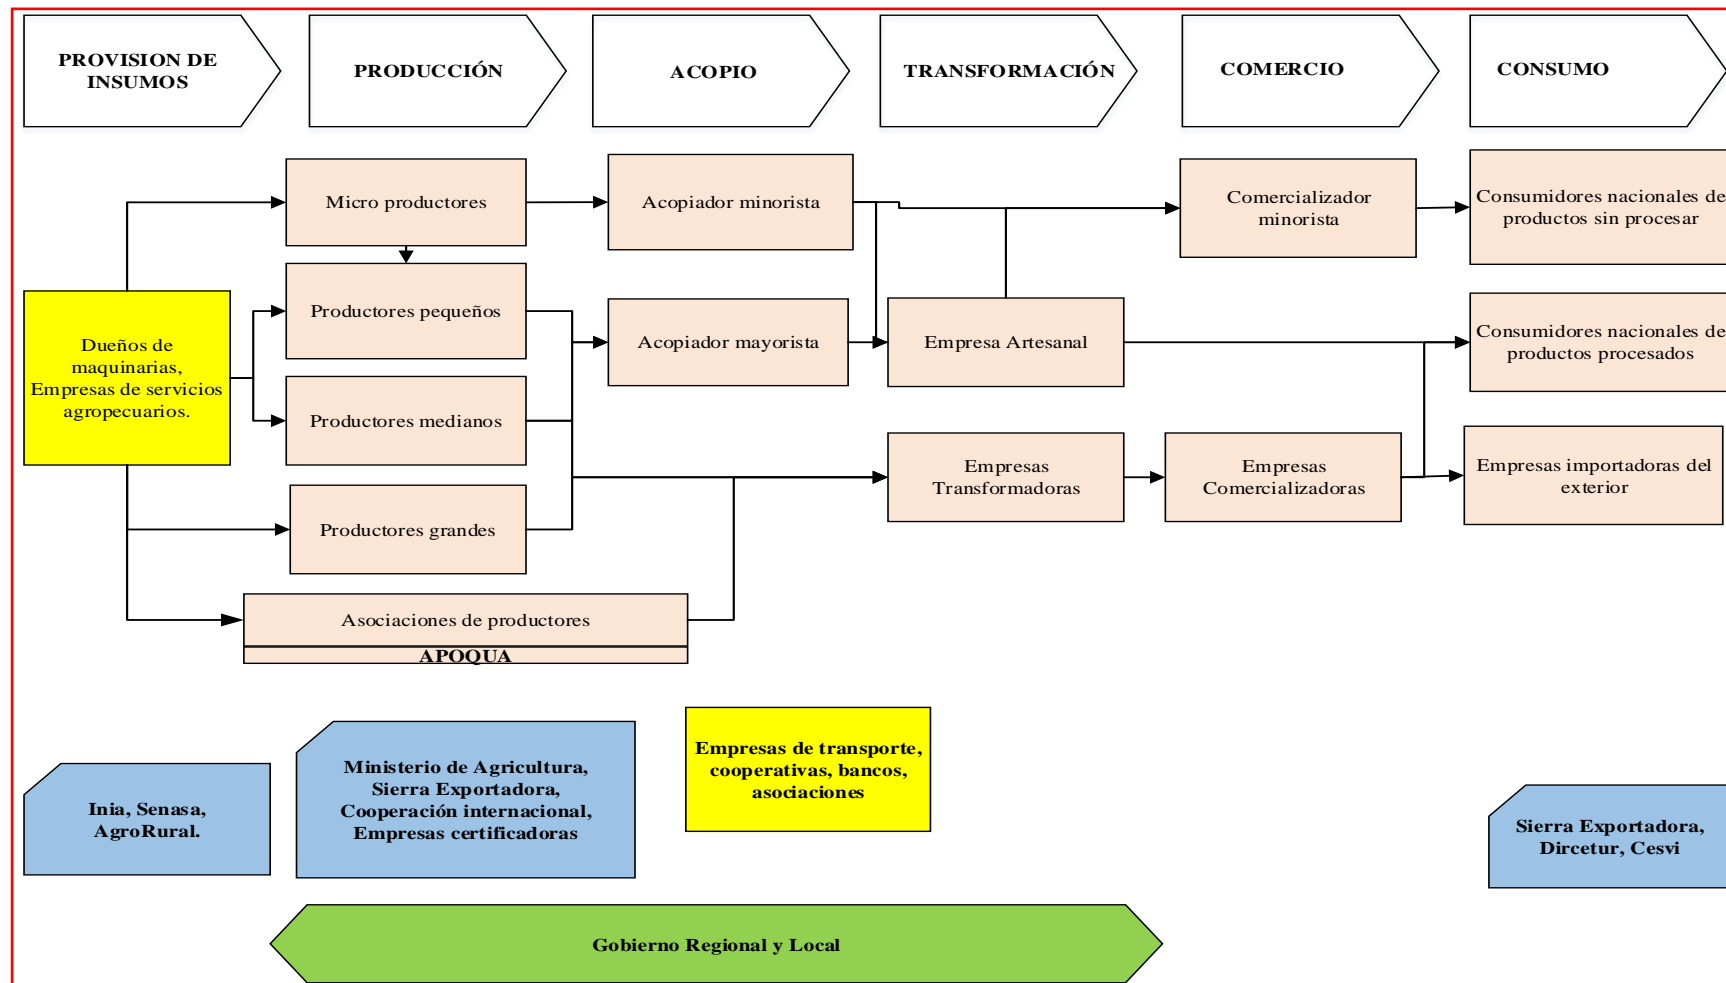 PROVISION DE
INSUMOS
PRODUCCIÓN
ACOPIO
TRANSFORMACIÓN
COMERCIO
CONSUMO
Micro productores
Acopiador minorista
Comercializador
minorista
Consumidores nacionales de
productos sin procesar
Dueños de
maquinarias,
Empresas de servicios
agropecuarios.
Productores pequeños
Acopiador mayorista
Empresa Artesanal
Consumidores nacionales de
productos procesados
Productores medianos
Empresas
Transformadoras
Empresas
Comercializadoras
Empresas importadoras del
exterior
Productores grandes
Asociaciones de productores
APOQUA
Inia, Senasa,
AgroRural.
Ministerio de Agricultura,
Sierra Exportadora,
Cooperación internacional,
Empresas certificadoras
Empresas de transporte,
cooperativas, bancos,
asociaciones
Sierra Exportadora,
Dircetur, Cesvi
Gobierno Regional y Local